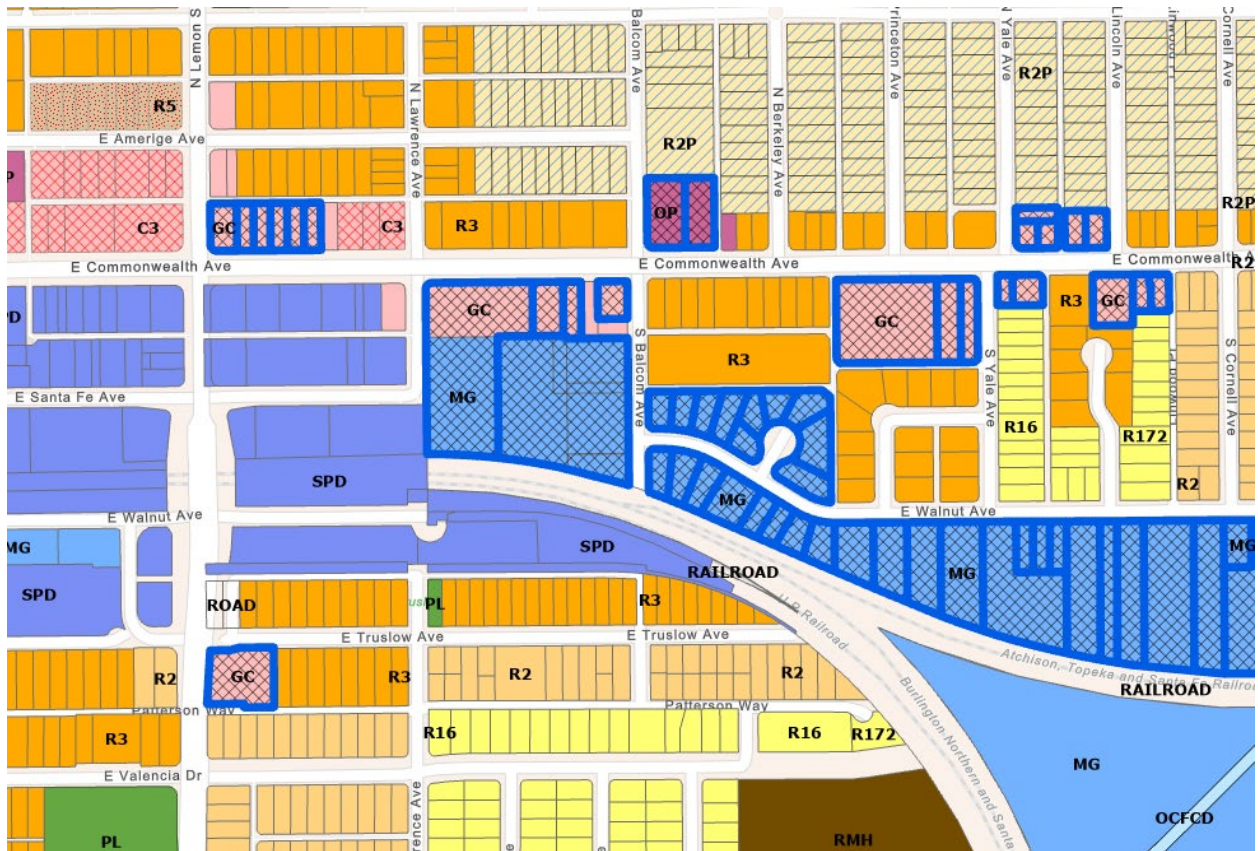 N Lemon S
Balcom Ave
N Yale Ave
Lincoln Ave
Cornell Ave
R2P
R5
N Lawrence Ave
N Berkeley Ave
E Amerige Ave
R2P
P
OP
R2P
C3
GC
C3
R3
E Commonwealth Ave
E Commonwealth Ave
E Commonwealth A
R2
PD
GC
GC
R3
GC
S Balcom Ave
S Yale Ave
S Cornell Ave
R3
E Santa Fe Ave
MG
R16
R172
SPD
R2
MG
E Walnut Ave
E Walnut Ave
MG
SPD
MG
MG
RAILROAD
SPD
ROAD
PL
R3
U P Railroad
E Truslow Ave
E Truslow Ave
Atchison, Topeka and Santa Fe Railro
R2
GC
R3
R2
R2
RAILROAD
Patterson Way
Patterson Way
Burlington Northern and Santa
R3
R16
R16
R172
E Valencia Dr
MG
rence Ave
OCFCD
PL
RMH